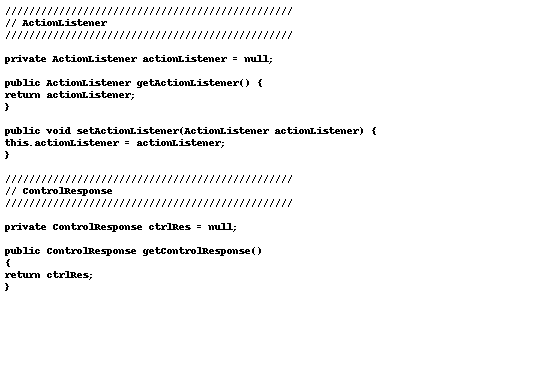 ////////////////////////////////////////////////
// ActionListener
////////////////////////////////////////////////
private ActionListener actionListener = null;
public ActionListener getActionListener() {
return actionListener;
}
public void setActionListener(ActionListener actionListener) {
this.actionListener = actionListener;
}
////////////////////////////////////////////////
// ControlResponse
////////////////////////////////////////////////
private ControlResponse ctrlRes = null;
public ControlResponse getControlResponse()
{
return ctrlRes;
}